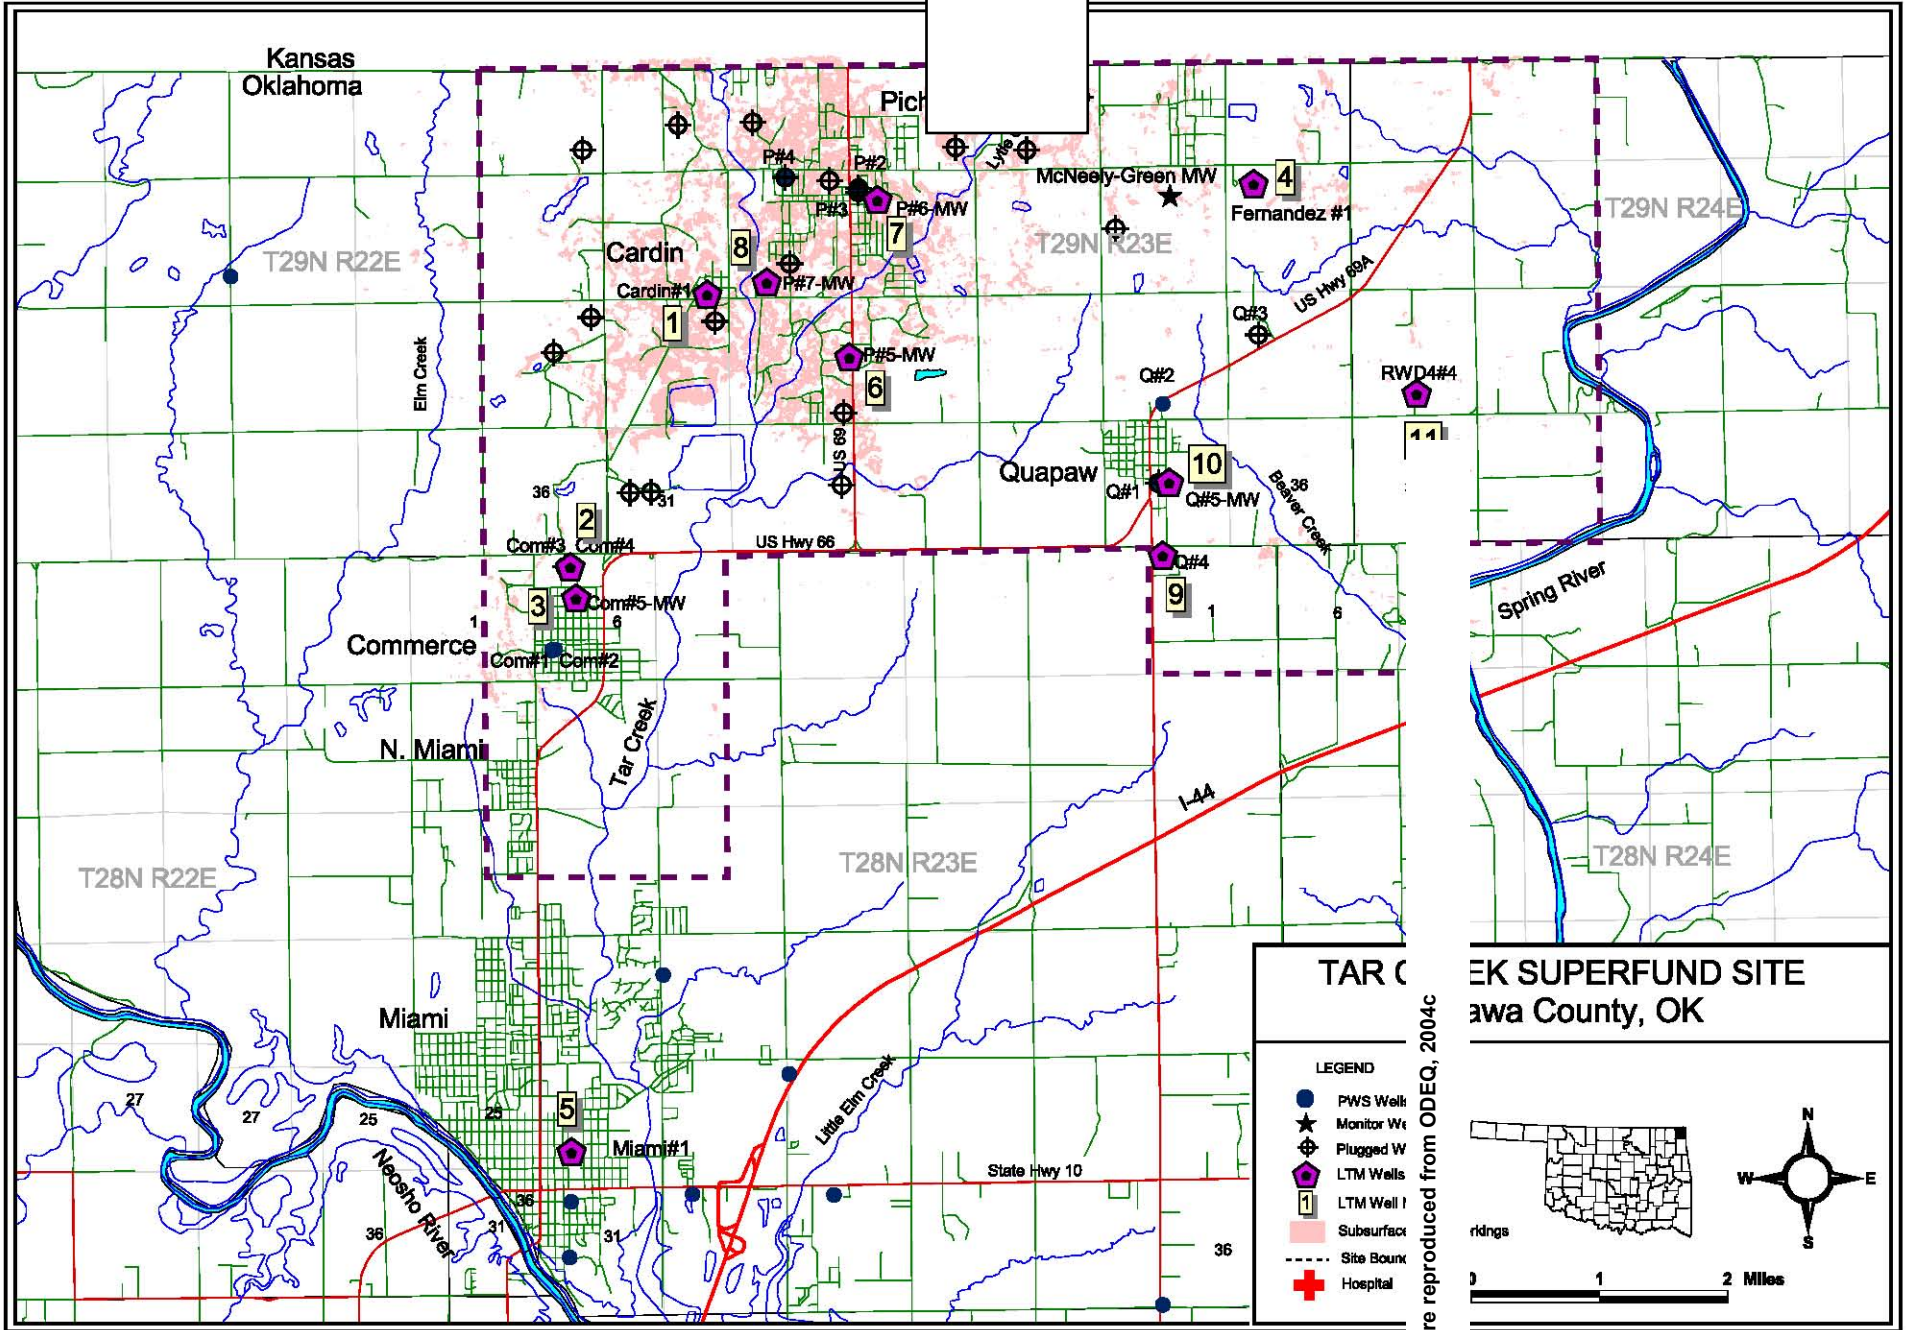 Kansas
Oklahoma
Lytle
P#4
P#2
McNeely-Green MW
4
P#3
P#6-MW
Fernandez #1
T29N R24E
7
8
T29N R22E
Cardin
T29N R23E
P#7-MW
US Hwy 69A
Cardin#1
1
Q#3
Elm Creek
P#5-MW
6
Q#2
RWD4#4
11
US 69
Quapaw
10
36
31
Q#1
Q#5-MW
36
Beaver Creek
2
US Hwy 66
Com#3 Com#4
Q#4
3
Com#5-MW
9
Spring River
1
6
1
6
Commerce
Com#1 Com#2
Tar Creek
N. Miami
I-44
T28N R22E
T28N R23E
T28N R24E
Miami
27
27
25
25
5
Little Elm Creek
Miami#1
Neosho River
State Hwy 10
36
36
31
31
36
TAR EEK SUPERFUND SITE
awa County, OK
LEGEND
PWS Wells
Monitor We
Plugged W
LTM Wells
1 LTM Well
Subsurface rkings
Site Boun
Hospital
re reproduced from ODEQ, 2004c
N
W E
S
1 2 Miles